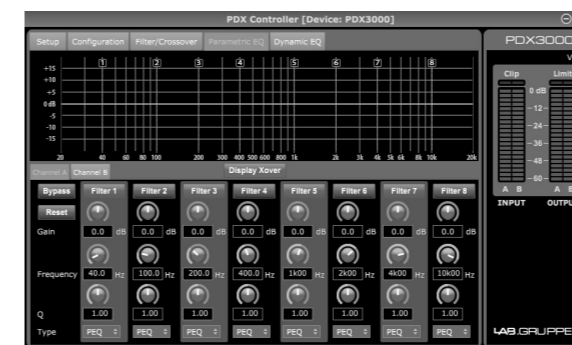 PDX Controller [Device: PDX3000]
Setup Configuration Filter/Crossover Parametric EQ Dynamic EQ
1 2 3 4 5 6 7 8
+15
+10
+5
0dB
-5
-10
-15
20 40 60 80 100 200 300 400 500 600 800 1k 2k 3k 4k 5k 6k 8k 10k 20k
Channel A Channel B Display Xover
Bypass Filter 1 Filter 2 Filter 3 Filter 4 Filter 5 Filter 6 Filter 7 Filter 8
Reset
Gain 0.0 dB 0.0 dB 0.0 dB 0.0 dB 0.0 dB 0.0 dB 0.0 dB 0.0 dB
Frequency 40.0 Hz 100.0 Hz 200.0 Hz 400.0 Hz 1k00 Hz 2k00 Hz 4k00 Hz 10k00 Hz
Q 1.00 1.00 1.00 1.00 1.00 1.00 1.00 1.00
Type PEQ PEQ PEQ PEQ PEQ PEQ PEQ PEQ
PDX3000
V
Clip Limit
0 dB
-12-
-24-
-36-
-48-
-60-
A B A B
INPUT OUTPU
LAB.GRUPPE